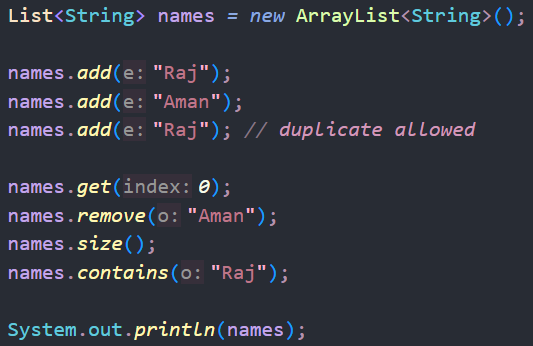 List<String> names = new ArrayList<String>();
names.add(e: "Raj");
names.add(e: "Aman");
names.add(e: "Raj"); // duplicate allowed
names.get(index: 0);
names.remove(o: "Aman");
names.size();
names.contains(o: "Raj");
System.out.println(names);